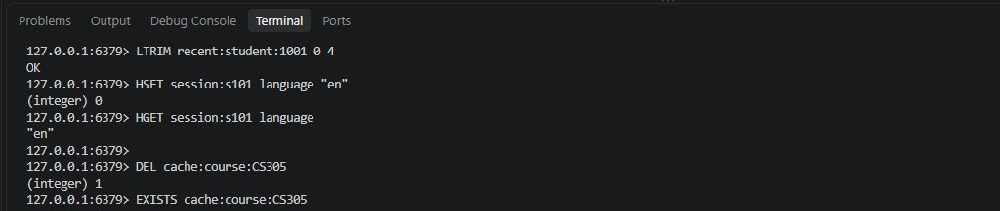 Problems Output Debug Console Terminal Ports
127.0.0.1:6379> LTRIM recent:student:1001 0 4
OK
127.0.0.1:6379> HSET session:s101 language "en"
(integer) 0
127.0.0.1:6379> HGET session:s101 language
"en"
127.0.0.1:6379>
127.0.0.1:6379> DEL cache:course:CS305
(integer) 1
127.0.0.1:6379> EXISTS cache:course:CS305